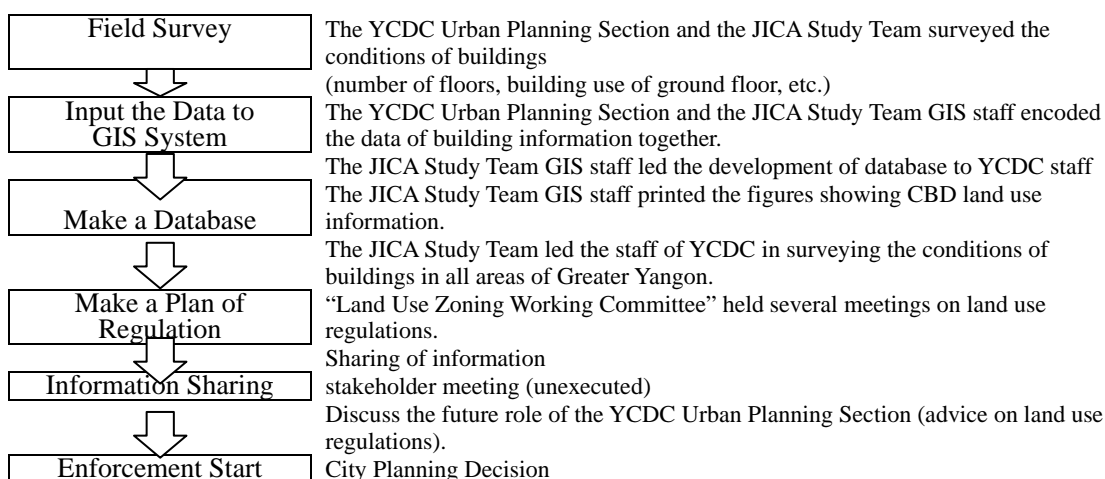 Field Survey
The YCDC Urban Planning Section and the JICA Study Team surveyed the
conditions of buildings
(number of floors, building use of ground floor, etc.)
Input the Data to
GIS System
The YCDC Urban Planning Section and the JICA Study Team GIS staff encoded
the data of building information together.
The JICA Study Team GIS staff led the development of database to YCDC staff
Make a Database
The JICA Study Team GIS staff printed the figures showing CBD land use
information.
The JICA Study Team led the staff of YCDC in surveying the conditions of
buildings in all areas of Greater Yangon.
Make a Plan of
Regulation
“Land Use Zoning Working Committee” held several meetings on land use
regulations.
Sharing of information
Information Sharing
stakeholder meeting (unexecuted)
Discuss the future role of the YCDC Urban Planning Section (advice on land use
regulations).
Enforcement Start
City Planning Decision